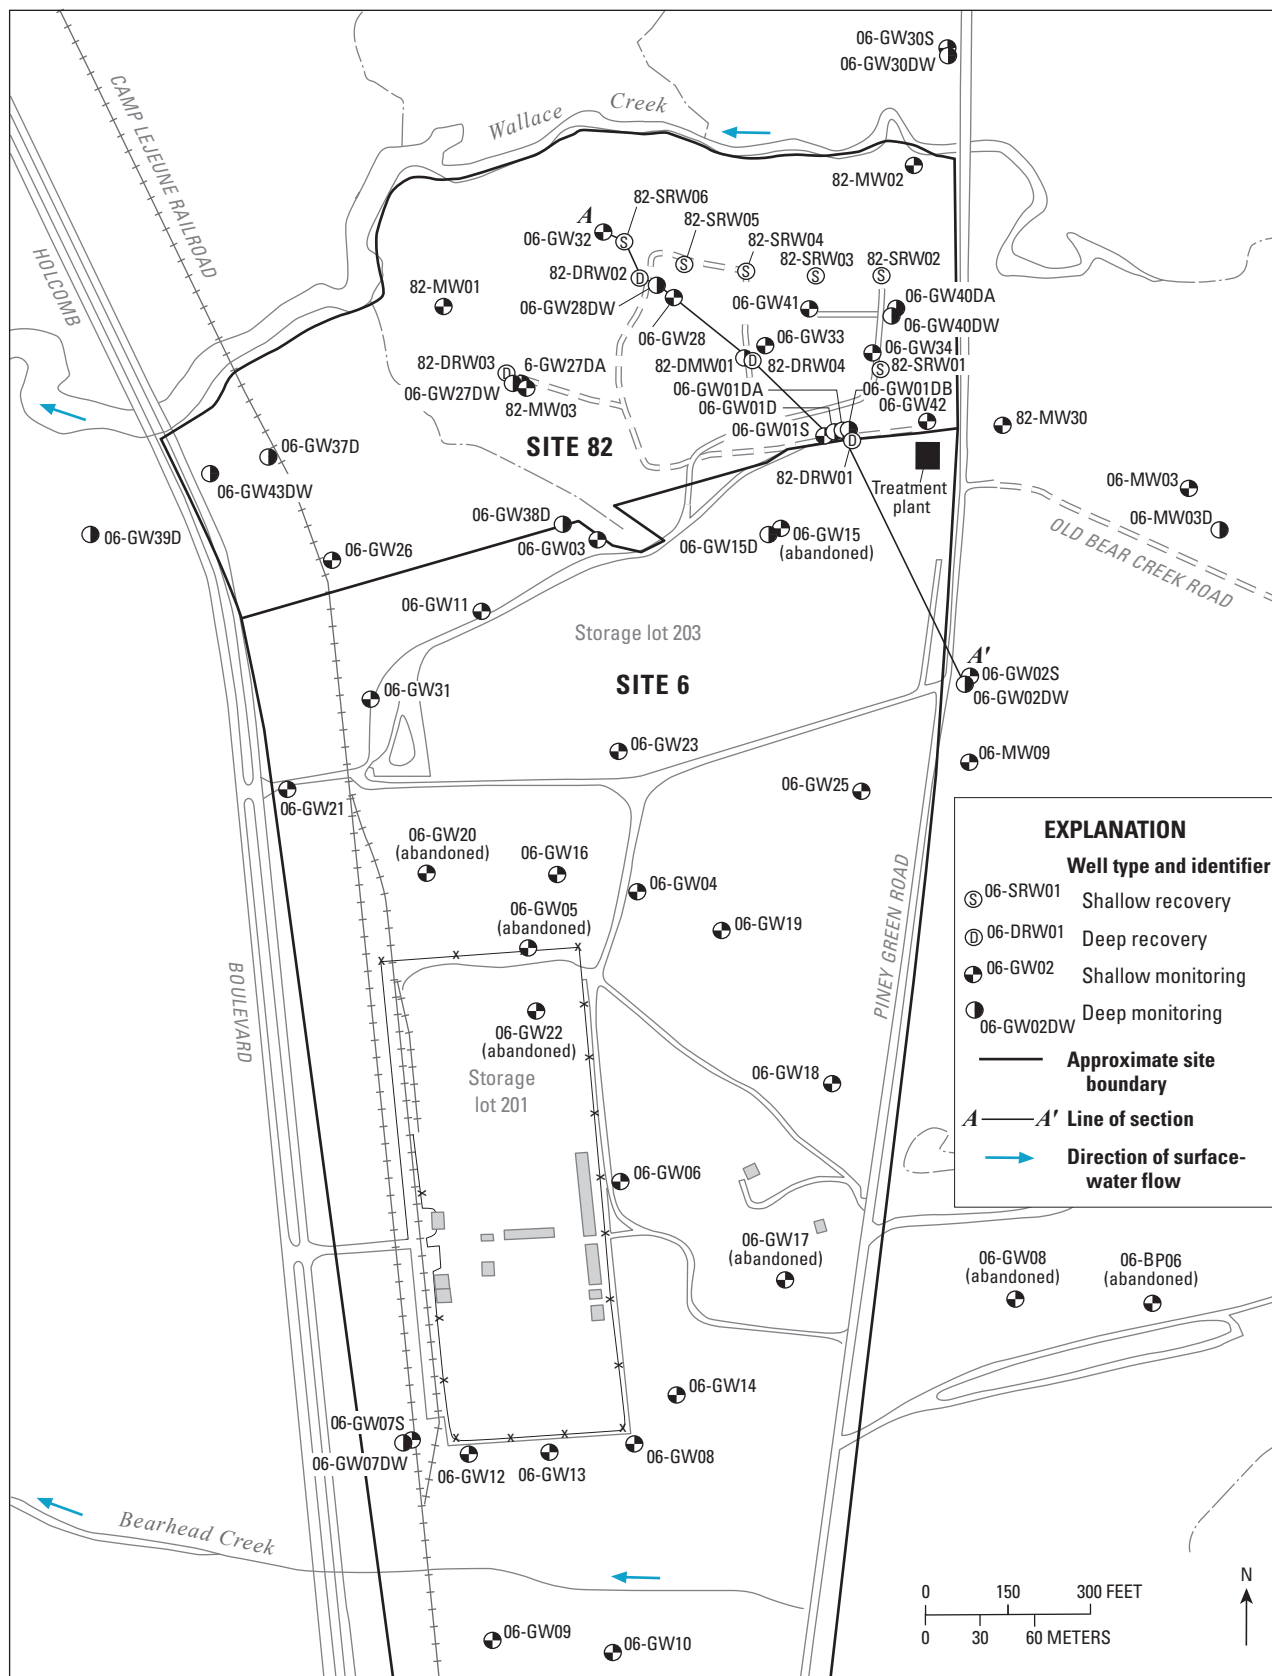 06-GW30S
06-GW30DW
CAMP LEJEUNE RAILROAD
Wallace Creek
82-MW02
82-SRW06
A
82-SRW05
06-GW32
82-SRW04
82-SRW03
82-SRW02
HOLCOMB
82-DRW02
82-MW01
06-GW28DW
06-GW41
06-GW40DA
06-GW40DW
06-GW28
06-GW33
06-GW34
82-DRW03
6-GW27DA
82-DMW01
82-DRW04
82-SRW01
06-GW27DW
06-GW01DA
06-GW01DB
82-MW03
06-GW01D
06-GW42
06-GW01S
82-MW30
SITE 82
06-GW37D
82-DRW01
Treatment
plant
06-GW43DW
06-MW03
06-GW38D
06-MW03D
06-GW39D
06-GW03
06-GW15D
06-GW15
(abandoned)
06-GW26
OLD BEAR CREEK ROAD
06-GW11
Storage lot 203
A'
SITE 6
06-GW02S
06-GW02DW
06-GW31
06-GW23
06-MW09
06-GW25
06-GW21
06-GW20
(abandoned)
06-GW16
06-GW04
06-GW05
(abandoned)
06-GW19
PINEY GREEN ROAD
BOULEVARD
06-GW22
(abandoned)
Storage
lot 201
06-GW18
06-GW06
06-GW17
(abandoned)
06-GW08
(abandoned)
06-BP06
(abandoned)
06-GW14
06-GW07S
06-GW07DW
06-GW12
06-GW13
06-GW08
Bearhead Creek
06-GW09
06-GW10
EXPLANATION
Well type and identifier
S 06-SRW01 Shallow recovery
D 06-DRW01 Deep recovery
06-GW02 Shallow monitoring
06-GW02DW Deep monitoring
Approximate site
boundary
A A' Line of section
Direction of surface-
water flow
0 150 300 FEET
0 30 60 METERS
N